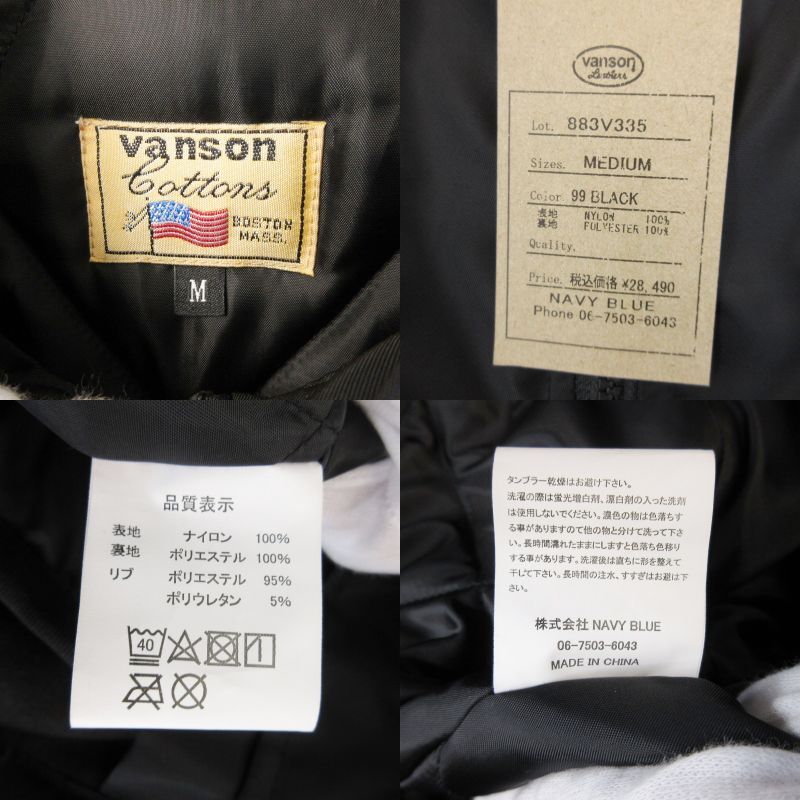 vanson
Cottons
BOSTON
MASS.
M
vanson
Leathers
Lot. 883V335
Sizes. MEDIUM
Color 99 BLACK
表地 NYLON 100%
裏地 POLYESTER 100%
Quality.
Price. 税込価格 ¥28,490
NAVY BLUE
Phone 06-7503-6043
品質表示
表地 ナイロン 100%
裏地 ポリエステル 100%
リブ ポリエステル 95%
ポリウレタン 5%
40
タンブラー乾燥はお避け下さい。
洗濯の際は蛍光増白剤、漂白剤の入った洗剤
は使用しないでください。濃色の物は色落ちす
る事がありますので他の物と分けて洗って下さ
い。長時間濡れたままにしますと色落ち色移り
する事があります。洗濯後は直ちに形を整えて
干して下さい。長時間の注水、すすぎはお避け下
さい。
株式会社 NAVY BLUE
06-7503-6043
MADE IN CHINA